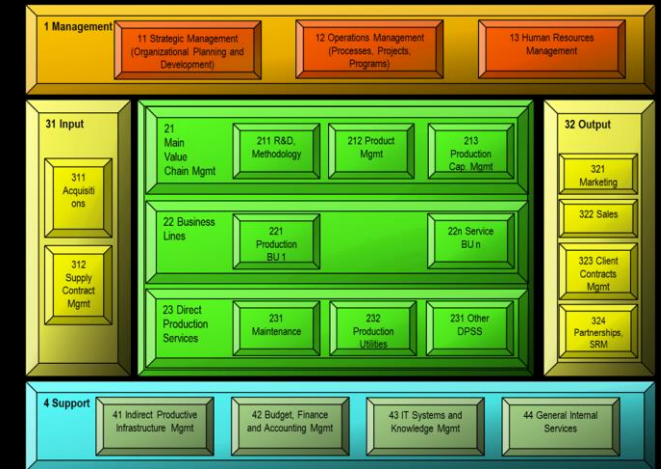 1 Management
11 Strategic Management
(Organizational Planning and
Development)
12 Operations Management
(Processes, Projects,
Programs)
13 Human Resources
Management
31 Input
311
Acquisiti
ons
312
Supply
Contract
Mgmt
21
Main
Value
Chain Mgmt
211 R&D,
Methodology
212 Product
Mgmt
213
Production
Cap. Mgmt
22 Business
Lines
221
Production
BU 1
22n Service
BU n
23 Direct
Production
Services
231
Maintenance
232
Production
Utilities
231 Other
DPSS
32 Output
321
Marketing
322 Sales
323 Client
Contracts
Mgmt
324
Partnerships,
SRM
4 Support
41 Indirect Productive
Infrastructure Mgmt
42 Budget, Finance
and Accounting Mgmt
43 IT Systems and
Knowledge Mgmt
44 General Internal
Services